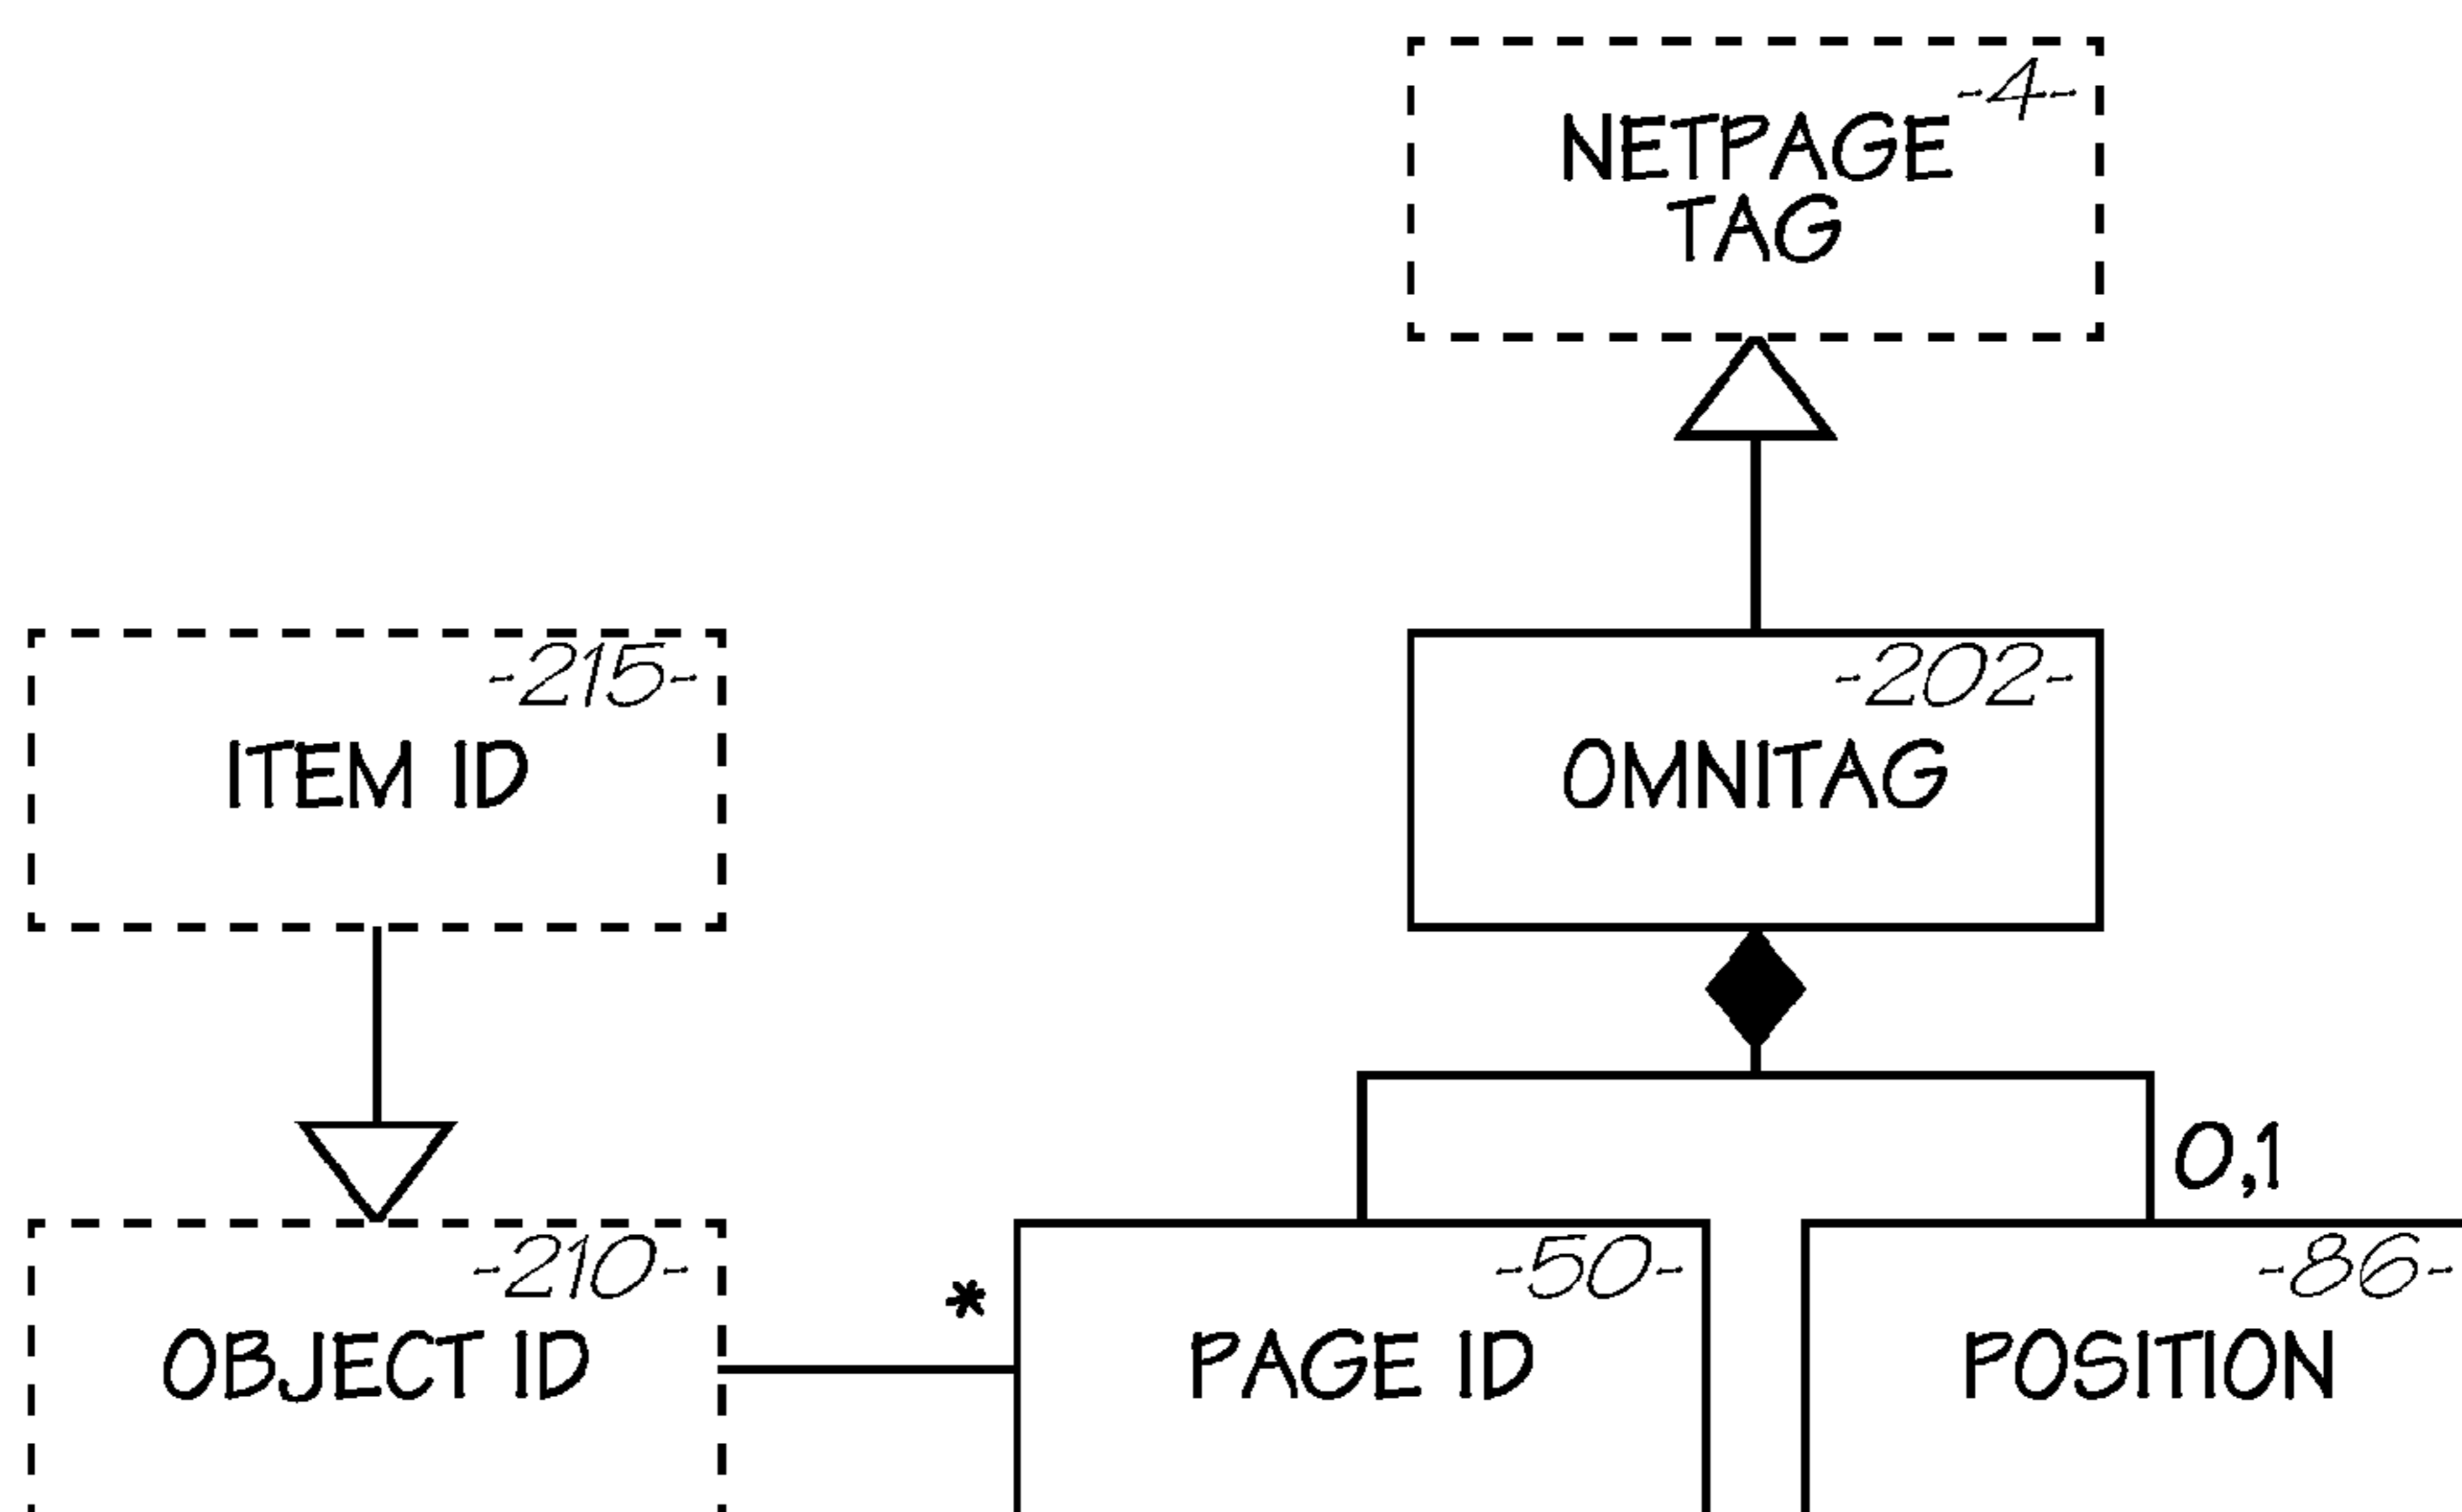 -4-
NETPAGE
TAG
-215-
ITEM ID
-202-
OMNITAG
0,1
-210-
OBJECT ID
*
-50-
PAGE ID
-86-
POSITION